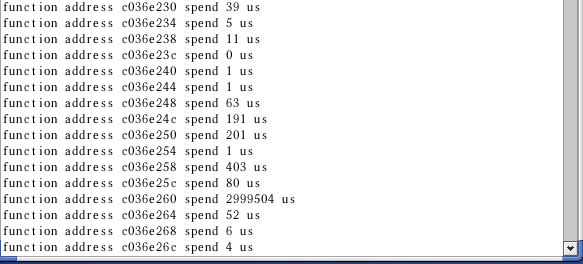 function address c036e230 spend 39 us
function address c036e234 spend 5 us
function address c036e238 spend 11 us
function address c036e23c spend 0 us
function address c036e240 spend 1 us
function address c036e244 spend 1 us
function address c036e248 spend 63 us
function address c036e24c spend 191 us
function address c036e250 spend 201 us
function address c036e254 spend 1 us
function address c036e258 spend 403 us
function address c036e25c spend 80 us
function address c036e260 spend 2999504 us
function address c036e264 spend 52 us
function address c036e268 spend 6 us
function address c036e26c spend 4 us